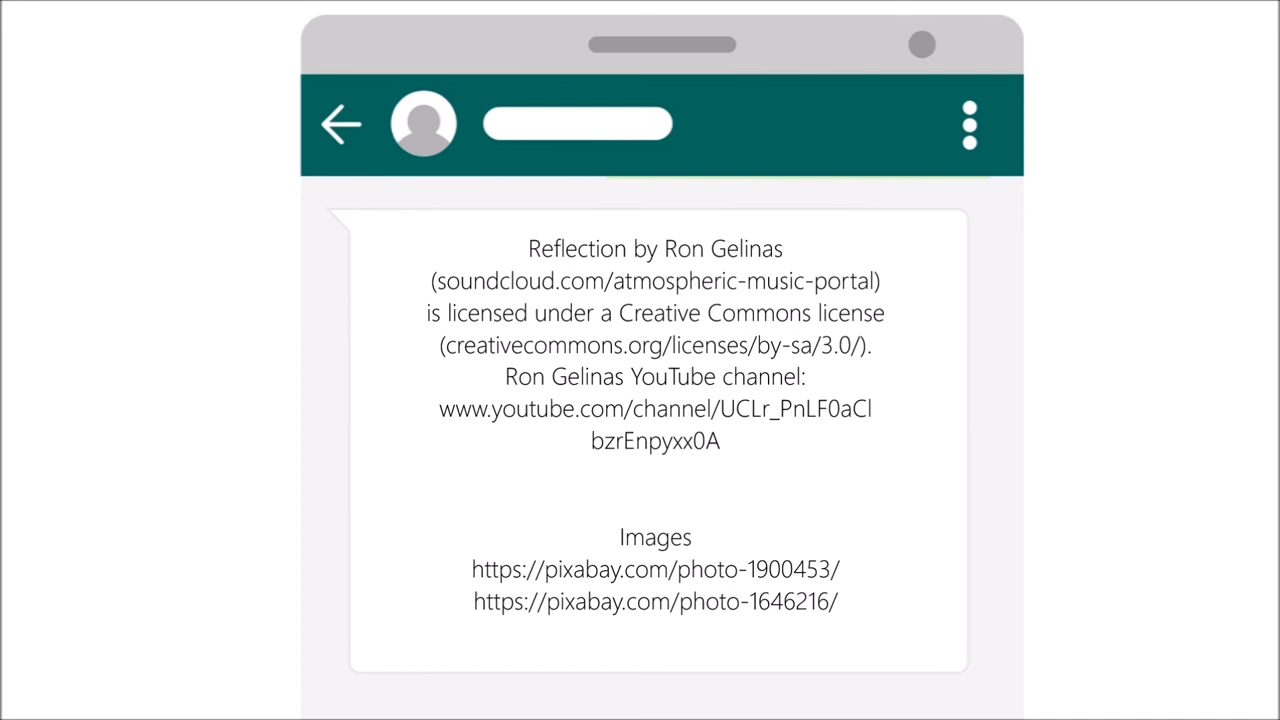 Reflection by Ron Gelinas
(soundcloud.com/atmospheric-music-portal)
is licensed under a Creative Commons license
(creativecommons.org/licenses/by-sa/3.0/).
Ron Gelinas YouTube channel:
www.youtube.com/channel/UCLr_PnLF0aCl
bzrEnpyxx0A
Images
https://pixabay.com/photo-1900453/
https://pixabay.com/photo-1646216/